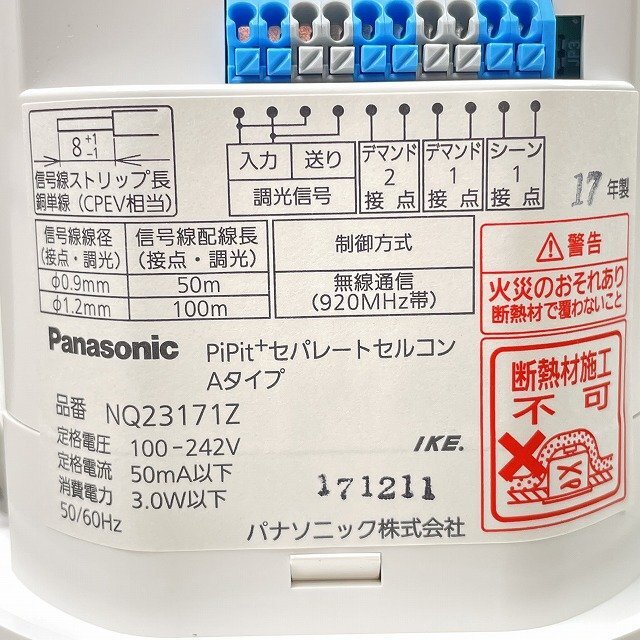 8 +1 -1
信号線ストリップ長
銅単線（CPEV相当）
入力 送り
調光信号
デマンド
2
接点
デマンド
1
接点
シーン
1
接点
17年製
信号線線径
（接点・調光）
信号線配線長
（接点・調光）
Φ0.9mm 50m
Φ1.2mm 100m
制御方式
無線通信
（920MHz帯）
警告
火災のおそれあり
断熱材で覆わないこと
断熱材施工
不可
Panasonic PiPit+セパレートセルコン
Aタイプ
品番 NQ23171Z
定格電圧 100-242V
定格電流 50mA以下
消費電力 3.0W以下
50/60Hz
IKE.
171211
パナソニック株式会社